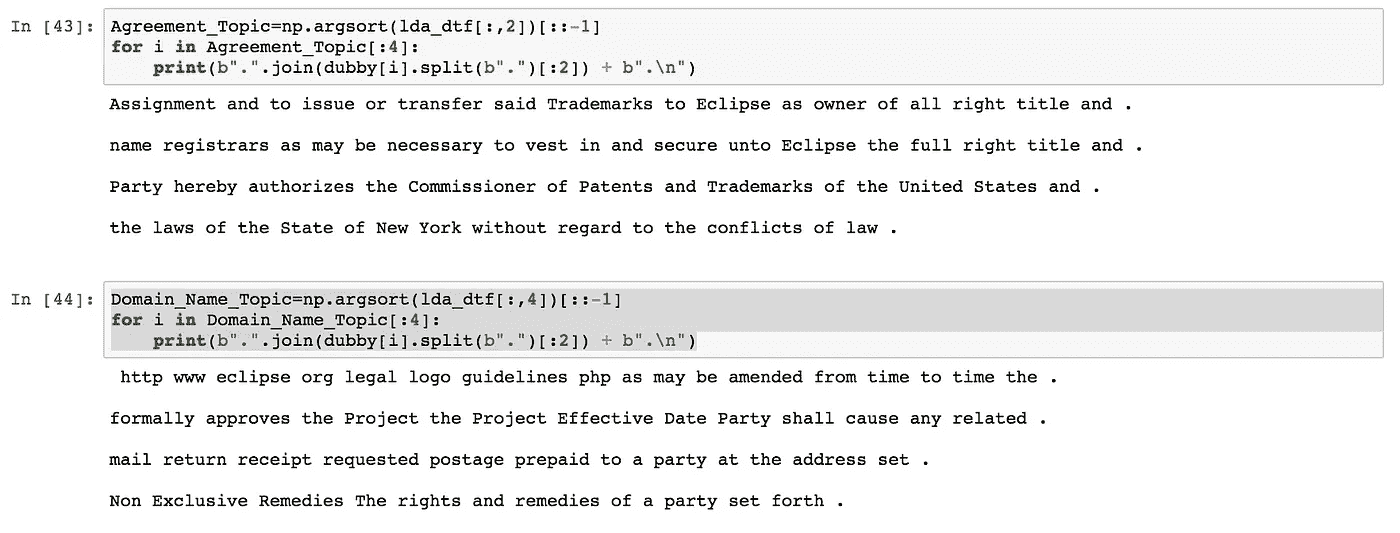 In [43]: Agreement_Topic=np.argsort(lda_dtf[:,2])[::-1]
for i in Agreement_Topic[:4]:
    print(b".".join(dubby[i].split(b".")[:2]) + b".\n")
Assignment and to issue or transfer said Trademarks to Eclipse as owner of all right title and .
name registrars as may be necessary to vest in and secure unto Eclipse the full right title and .
Party hereby authorizes the Commissioner of Patents and Trademarks of the United States and .
the laws of the State of New York without regard to the conflicts of law .
In [44]: Domain_Name_Topic=np.argsort(lda_dtf[:,4])[::-1]
for i in Domain_Name_Topic[:4]:
    print(b".".join(dubby[i].split(b".")[:2]) + b".\n")
 http www eclipse org legal logo guidelines php as may be amended from time to time the .
formally approves the Project the Project Effective Date Party shall cause any related .
mail return receipt requested postage prepaid to a party at the address set .
Non Exclusive Remedies The rights and remedies of a party set forth .